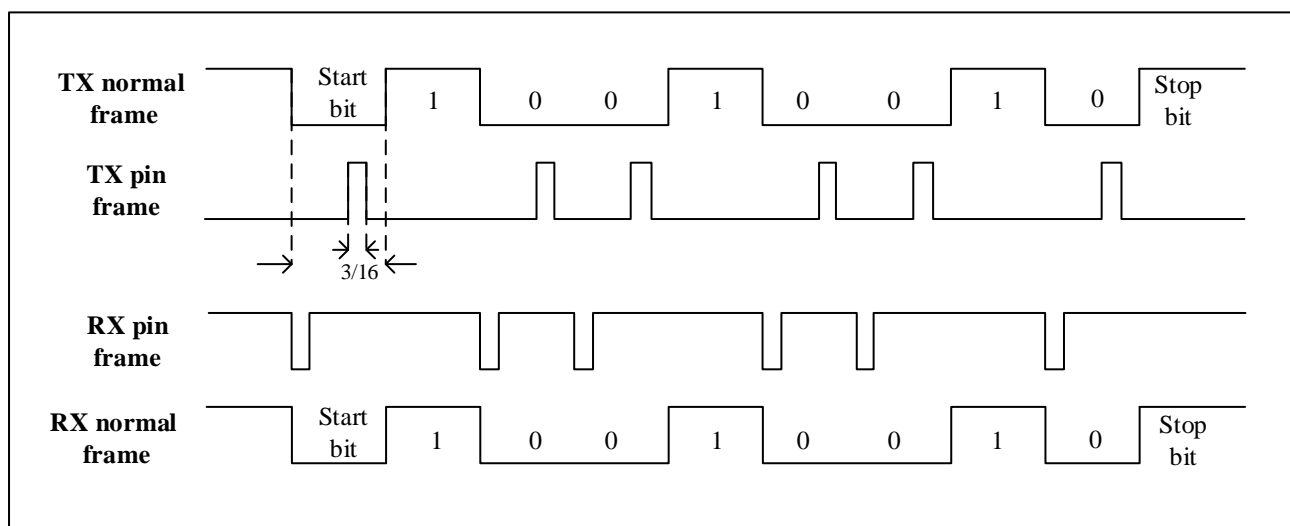 TX normal
frame
Start
bit
1 0 0 1 0 0 1 0
Stop
bit
TX pin
frame
3/16
RX pin
frame
RX normal
frame
Start
bit
1 0 0 1 0 0 1 0
Stop
bit